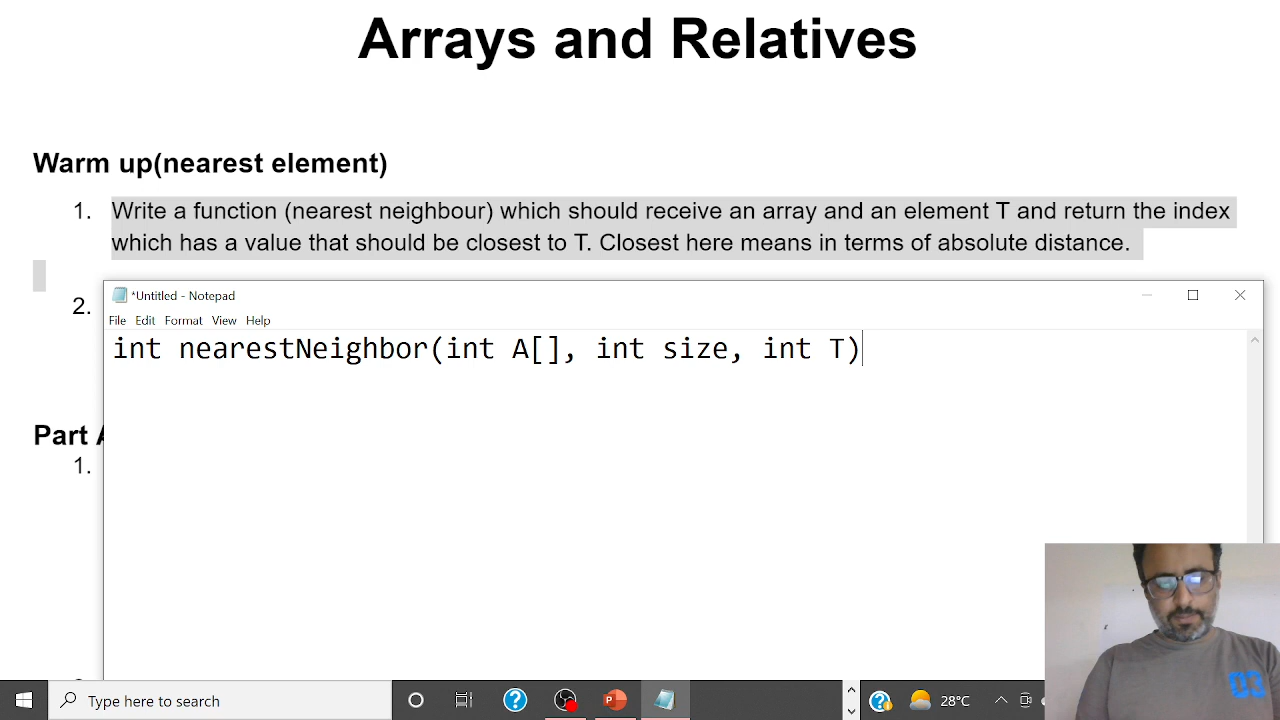 Arrays and Relatives
Warm up(nearest element)
1. Write a function (nearest neighbour) which should receive an array and an element T and return the index
which has a value that should be closest to T. Closest here means in terms of absolute distance.
2.
*Untitled - Notepad
File Edit Format View Help
int nearestNeighbor(int A[], int size, int T)
Part A
1.
Type here to search
28°C
03